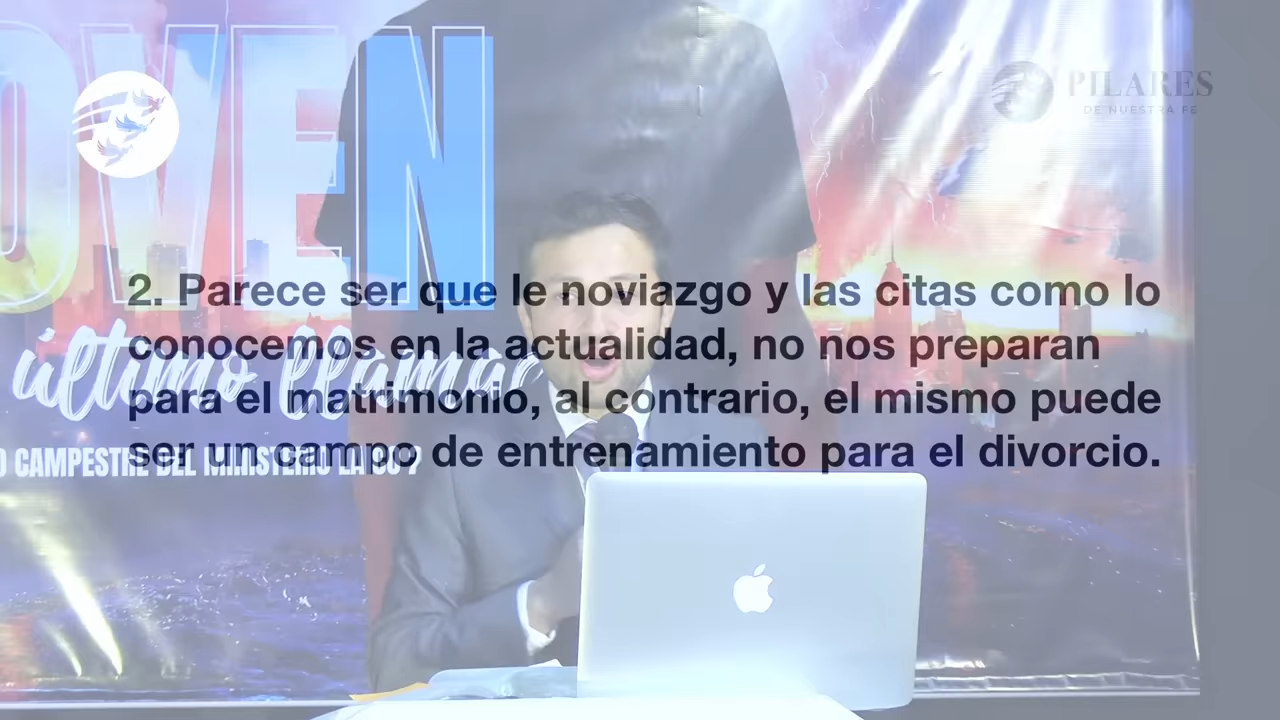 OVEN
PILARES
DE NUESTRA FE
2. Parece ser que le noviazgo y las citas como lo
conocemos en la actualidad, no nos preparan
para el matrimonio, al contrario, el mismo puede
ser un campo de entrenamiento para el divorcio.
último llamad
O CAMPESTRE DEL MINISTERIO LA